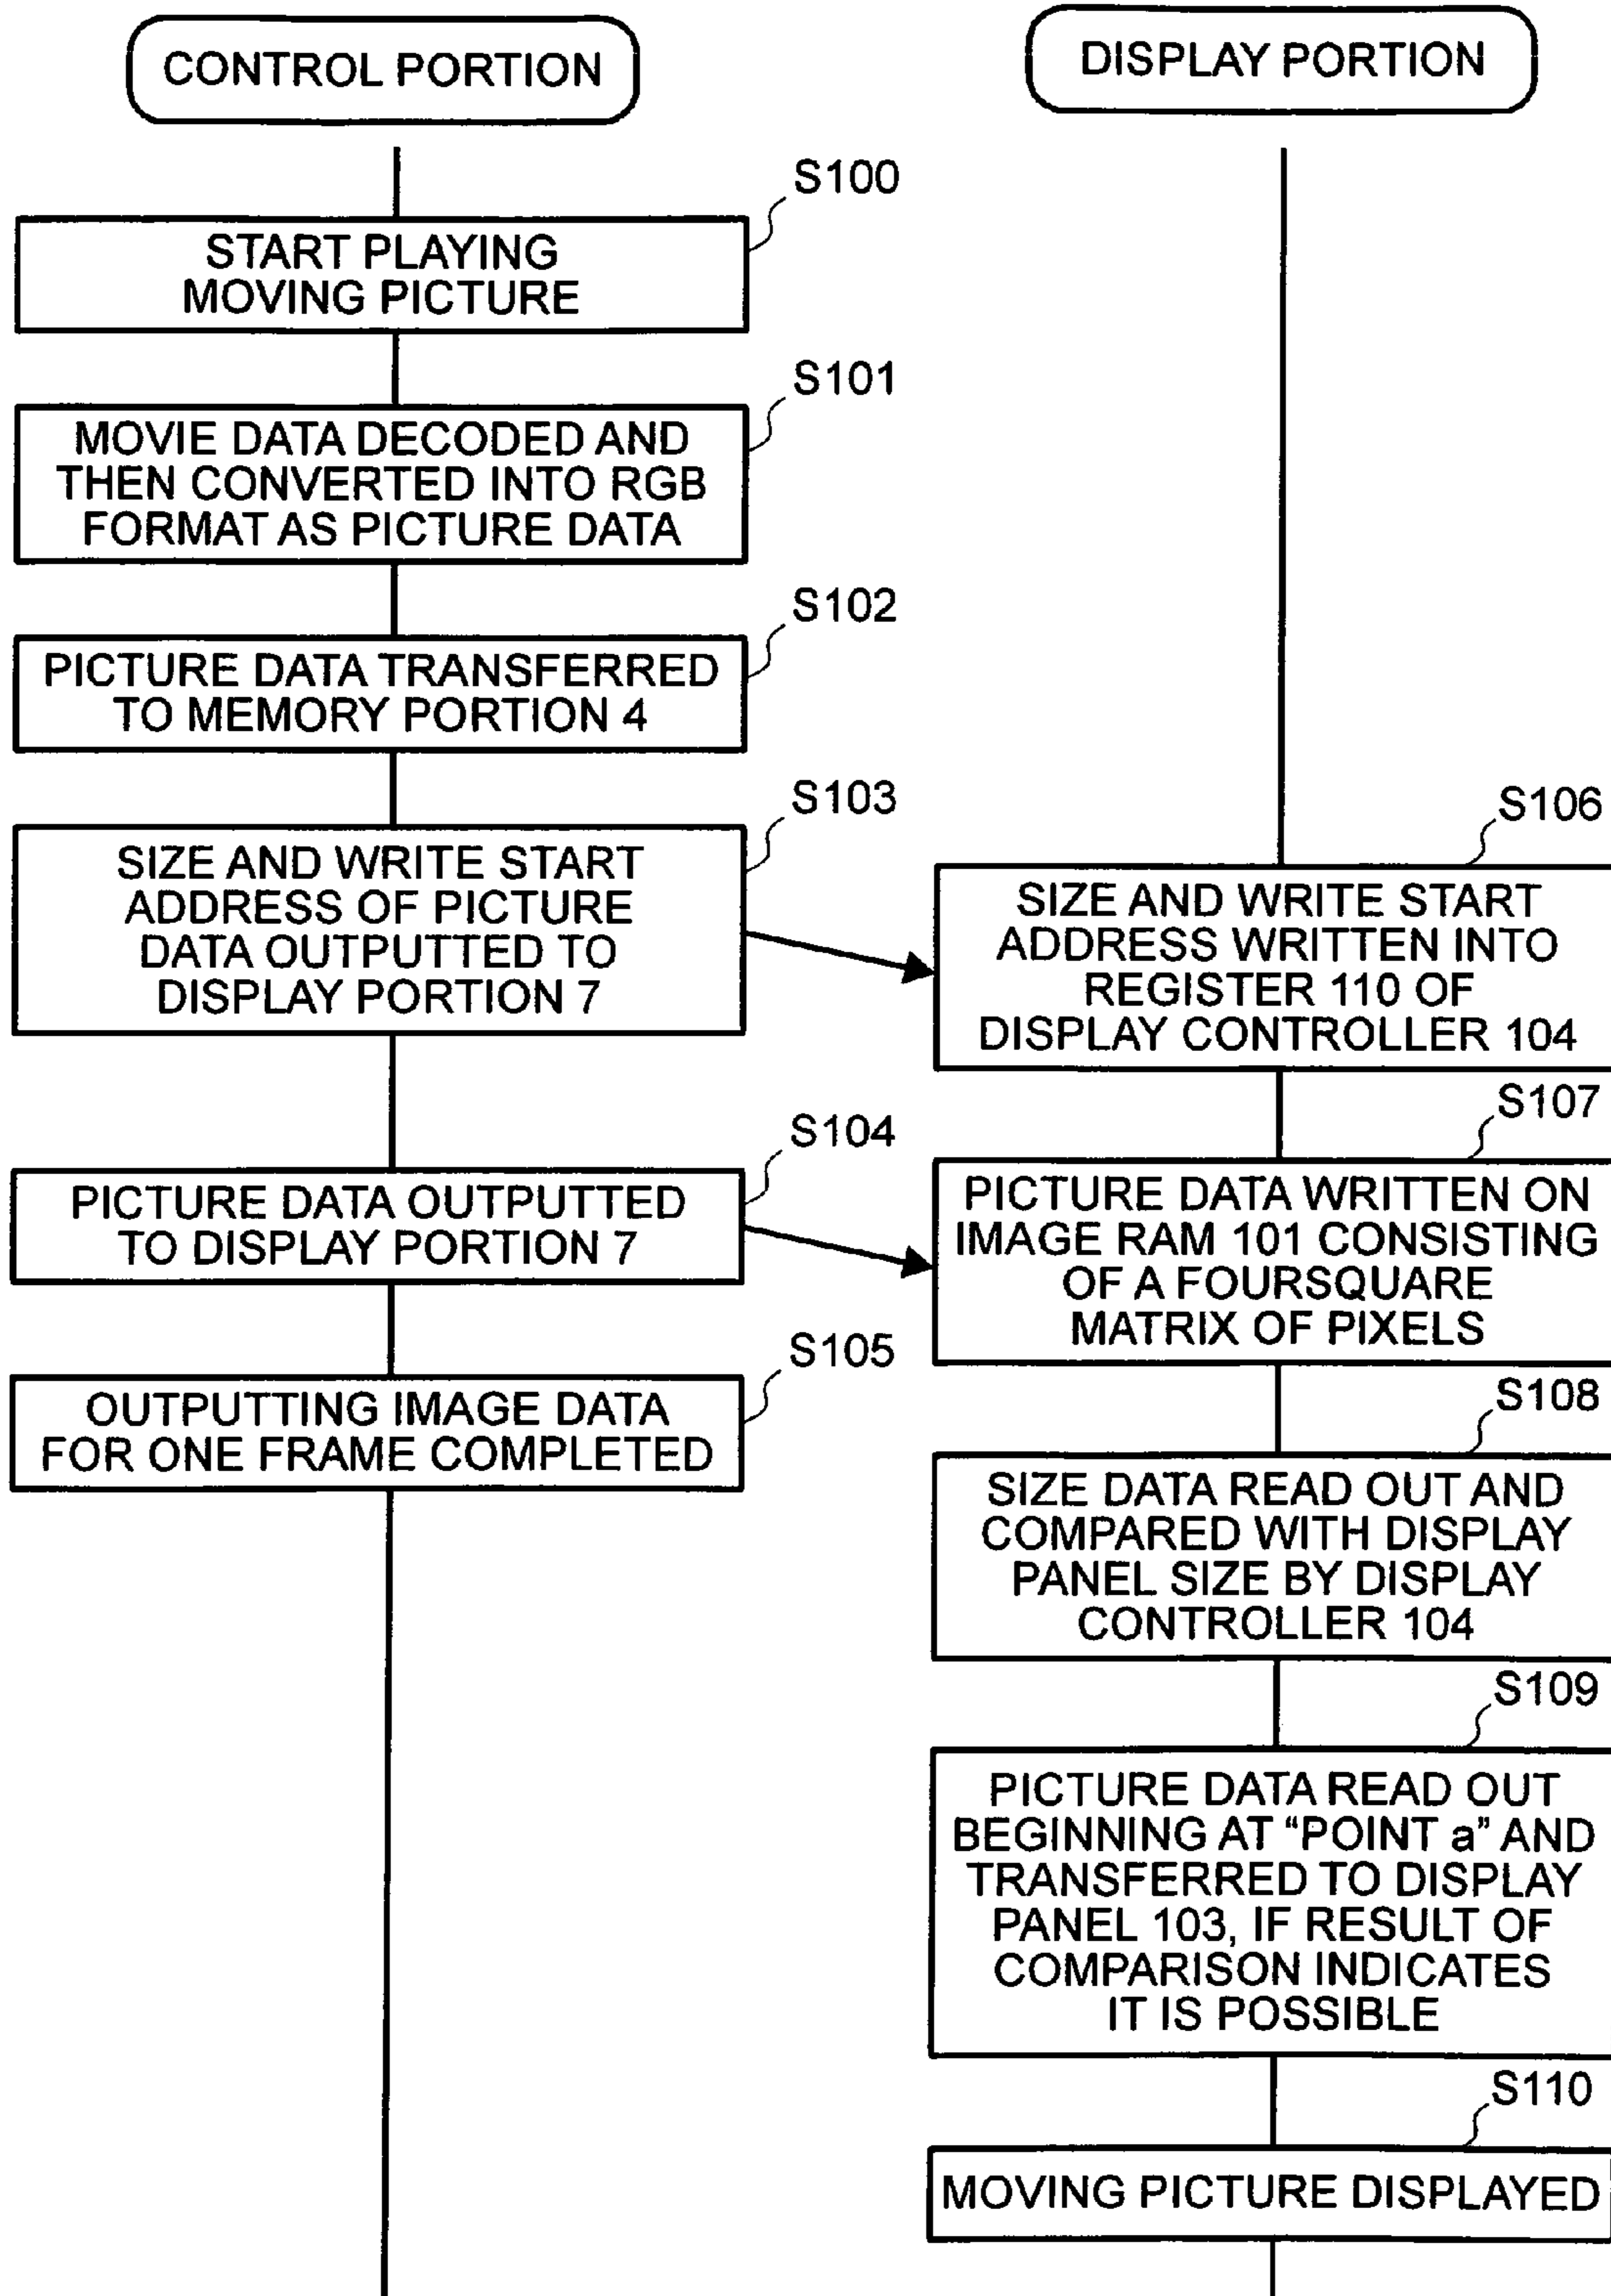 CONTROL PORTION
S100
START PLAYING
MOVING PICTURE
S101
MOVIE DATA DECODED AND
THEN CONVERTED INTO RGB
FORMAT AS PICTURE DATA
S102
PICTURE DATA TRANSFERRED
TO MEMORY PORTION 4
S103
SIZE AND WRITE START
ADDRESS OF PICTURE
DATA OUTPUTTED TO
DISPLAY PORTION 7
S104
PICTURE DATA OUTPUTTED
TO DISPLAY PORTION 7
S105
OUTPUTTING IMAGE DATA
FOR ONE FRAME COMPLETED
DISPLAY PORTION
S106
SIZE AND WRITE START
ADDRESS WRITTEN INTO
REGISTER 110 OF
DISPLAY CONTROLLER 104
S107
PICTURE DATA WRITTEN ON
IMAGE RAM 101 CONSISTING
OF A FOURSQUARE
MATRIX OF PIXELS
S108
SIZE DATA READ OUT AND
COMPARED WITH DISPLAY
PANEL SIZE BY DISPLAY
CONTROLLER 104
S109
PICTURE DATA READ OUT
BEGINNING AT “POINT a” AND
TRANSFERRED TO DISPLAY
PANEL 103, IF RESULT OF
COMPARISON INDICATES
IT IS POSSIBLE
S110
MOVING PICTURE DISPLAYED